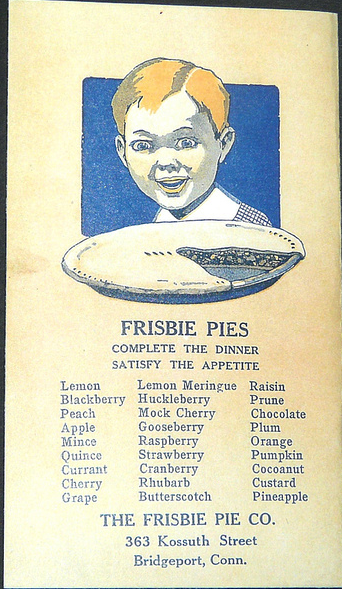 FRISBIE PIES
COMPLETE THE DINNER
SATISFY THE APPETITE
Lemon Lemon Meringue Raisin
Blackberry Huckleberry Prune
Peach Mock Cherry Chocolate
Apple Gooseberry Plum
Mince Raspberry Orange
Quince Strawberry Pumpkin
Currant Cranberry Cocoanut
Cherry Rhubarb Custard
Grape Butterscotch Pineapple
THE FRISBIE PIE CO.
363 Kossuth Street
Bridgeport, Conn.